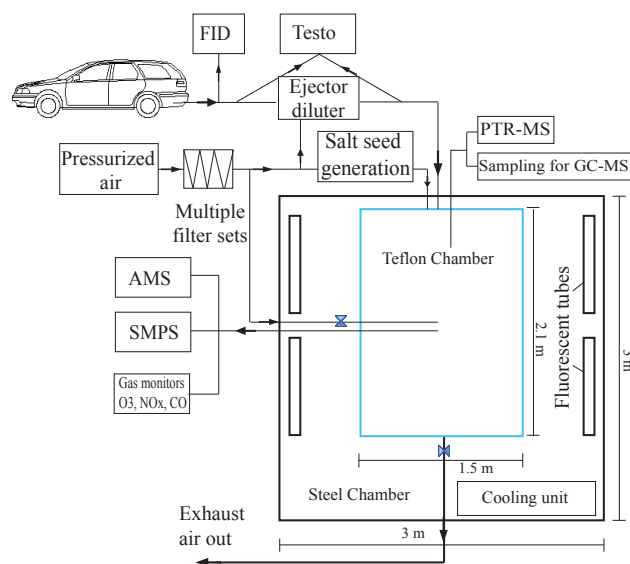 FID
Testo
Ejector
diluter
PTR-MS
Sampling for GC-MS
Pressurized
air
Salt seed
generation
Multiple
filter sets
Teflon Chamber
AMS
SMPS
Gas monitors
O3, NOx, CO
Fluorescent tubes
2.1 m
3 m
1.5 m
Steel Chamber
Cooling unit
Exhaust
air out
3 m